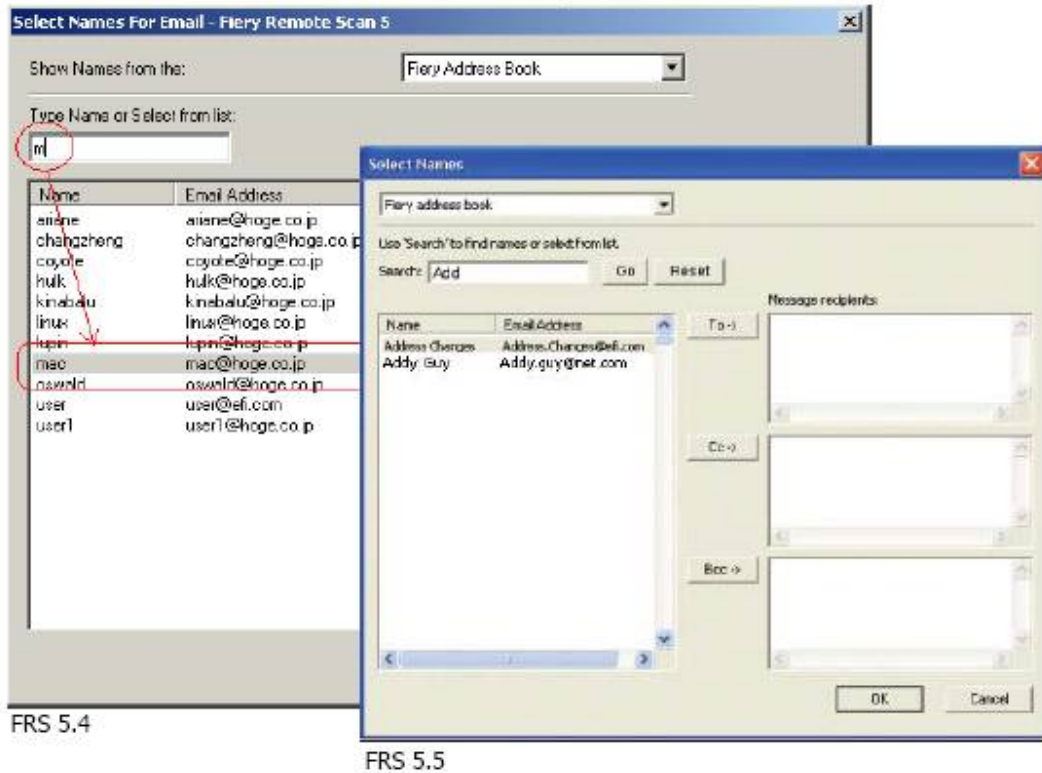 Select Names For Email - Fiery Remote Scan 5
Show Names from the:
Fiery Address Book
Type Name or Select from list:
m
Name Email Address
ariane ariane@hoge.co.jp
changzheng changzheng@hoge.co.jp
coyote coyote@hoge.co.jp
hulk hulk@hoge.co.jp
kinabalu kinabalu@hoge.co.jp
linux linux@hoge.co.jp
lupin lupin@hoge.co.jp
mac mac@hoge.co.jp
oswald oswald@hoge.co.jp
user user@efi.com
user1 user1@hoge.co.jp
FRS 5.4
Select Names
Fiery address book
Use 'Search' to find names or select from list.
Search: Add Go Reset
Message recipients:
Name Email Address
Address Changes Address.Changes@efi.com
Addy Guy Addy.guy@net.com
To ->
Cc ->
Bcc ->
OK Cancel
FRS 5.5